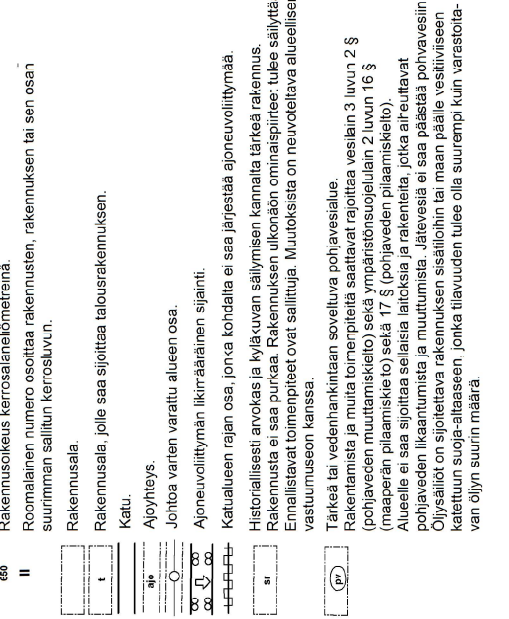 650 Rakennusoikeus kerrosalaneliömetreinä.
II Roomalainen numero osoittaa rakennusten, rakennuksen tai sen osan
suurimman sallitun kerrosluvun.
Rakennusala.
t Rakennusala, jolle saa sijoittaa talousrakennuksen.
Katu.
ajo Ajoyhteys.
Johtoa varten varattu alueen osa.
Ajoneuvoliittymän likimääräinen sijainti.
Katualueen rajan osa, jonka kohdalta ei saa järjestää ajoneuvoliittymää.
sr Historiallisesti arvokas ja kyläkuvan säilymisen kannalta tärkeä rakennus.
Rakennusta ei saa purkaa. Rakennuksen ulkonäön ominaispiirteet tulee säilyttä
Ennallistavat toimenpiteet ovat sallittuja. Muutoksista on neuvoteltava alueellisen
vastuumuseon kanssa.
pv Tärkeä tai vedenhankintaan soveltuva pohjavesialue.
Rakentamista ja muita toimenpiteitä saattavat rajoittaa vesilain 3 luvun 2 §
(pohjaveden muuttamiskielto) sekä ympäristönsuojelulain 2 luvun 16 §
(maaperän pilaamiskielto) sekä 17 § (pohjaveden pilaamiskielto).
Alueelle ei saa sijoittaa sellaisia laitoksia ja rakenteita, jotka aiheuttavat
pohjaveden likaantumista ja muuttumista. Jätevesiä ei saa päästää pohjavesiin
Öljysäiliöt on sijoitettava rakennuksen sisätiloihin tai maan päälle vesitiiviiseen
katettuun suoja-altaaseen, jonka tilavuuden tulee olla suurempi kuin varastoita-
van öljyn suurin määrä.